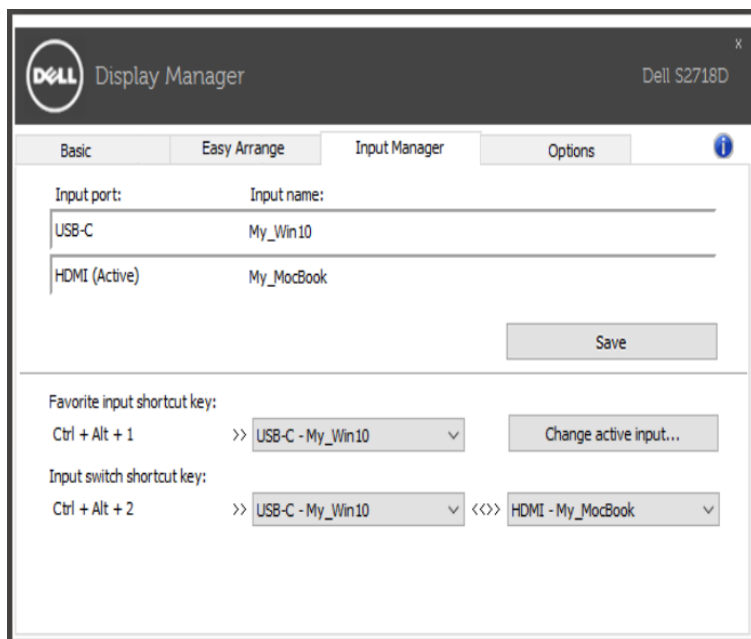 x
DELL Display Manager Dell S2718D
Basic Easy Arrange Input Manager Options i
Input port: Input name:
USB-C My_Win10
HDMI (Active) My_MocBook
Save
Favorite input shortcut key:
Ctrl + Alt + 1 >> USB-C - My_Win10 Change active input...
Input switch shortcut key:
Ctrl + Alt + 2 >> USB-C - My_Win10 <<>> HDMI - My_MocBook